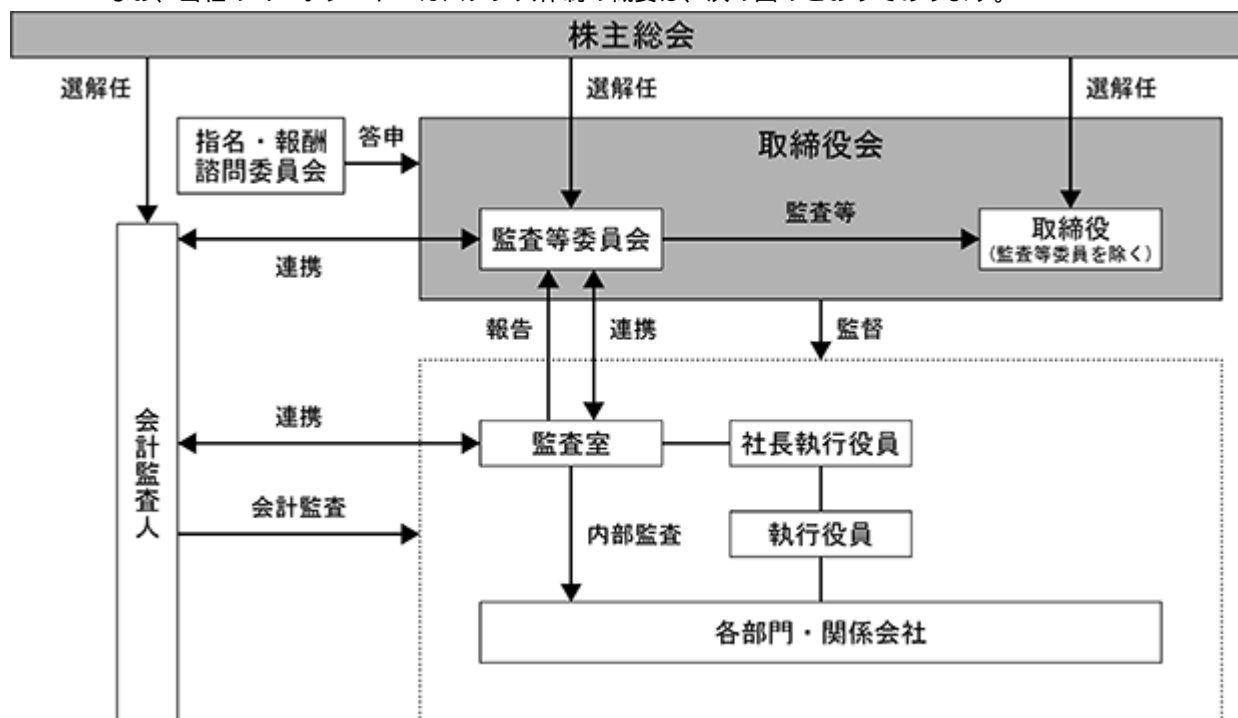 株主総会
選解任
選解任
選解任
指名・報酬
諮問委員会
答申
取締役会
監査等委員会
監査等
取締役
（監査等委員を除く）
連携
報告
連携
監督
会計監査人
連携
監査室
社長執行役員
会計監査
内部監査
執行役員
各部門・関係会社